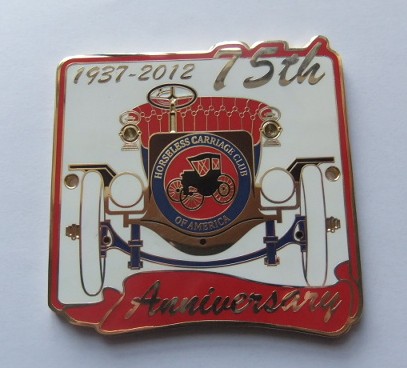 1937-2012 75th
HORSELESS CARRIAGE CLUB
OF AMERICA
Anniversary